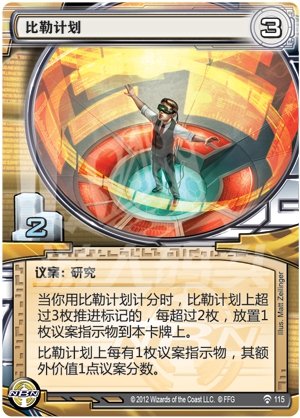 比勒计划
3
2
议案：研究
当你用比勒计划计分时，比勒计划上超
过3枚推进标记的，每超过2枚，放置1
枚议案指示物到本卡牌上。
比勒计划上每有1枚议案指示物，其额
外价值1点议案分数。
Illus. Matt Zeilinger
NBN
©2012 Wizards of the Coast LLC. © FFG
115